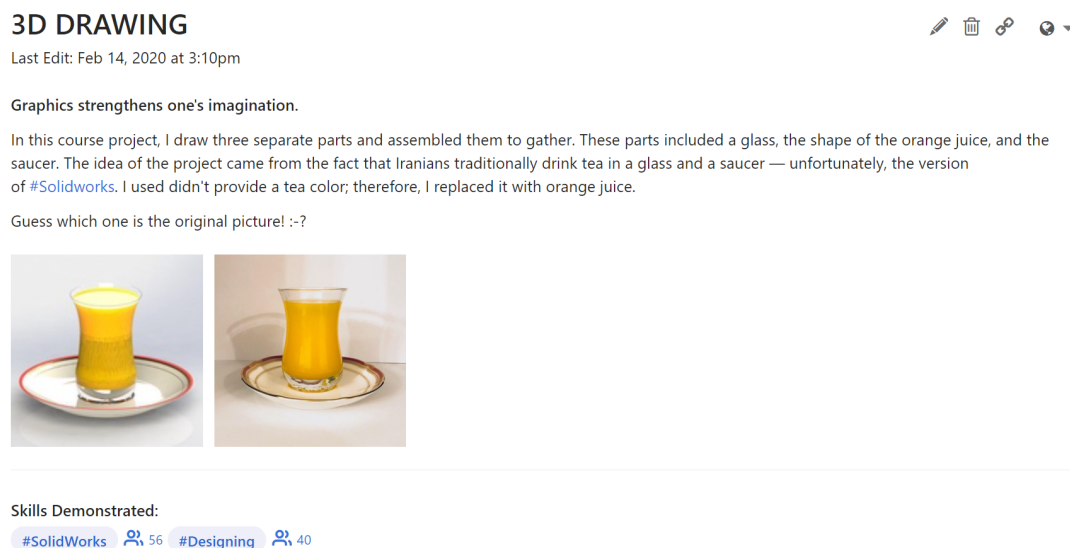 3D DRAWING
Last Edit: Feb 14, 2020 at 3:10pm
Graphics strengthens one's imagination.
In this course project, I draw three separate parts and assembled them to gather. These parts included a glass, the shape of the orange juice, and the
saucer. The idea of the project came from the fact that Iranians traditionally drink tea in a glass and a saucer — unfortunately, the version
of #Solidworks. I used didn't provide a tea color; therefore, I replaced it with orange juice.
Guess which one is the original picture! :-?
Skills Demonstrated:
#SolidWorks 56 #Designing 40